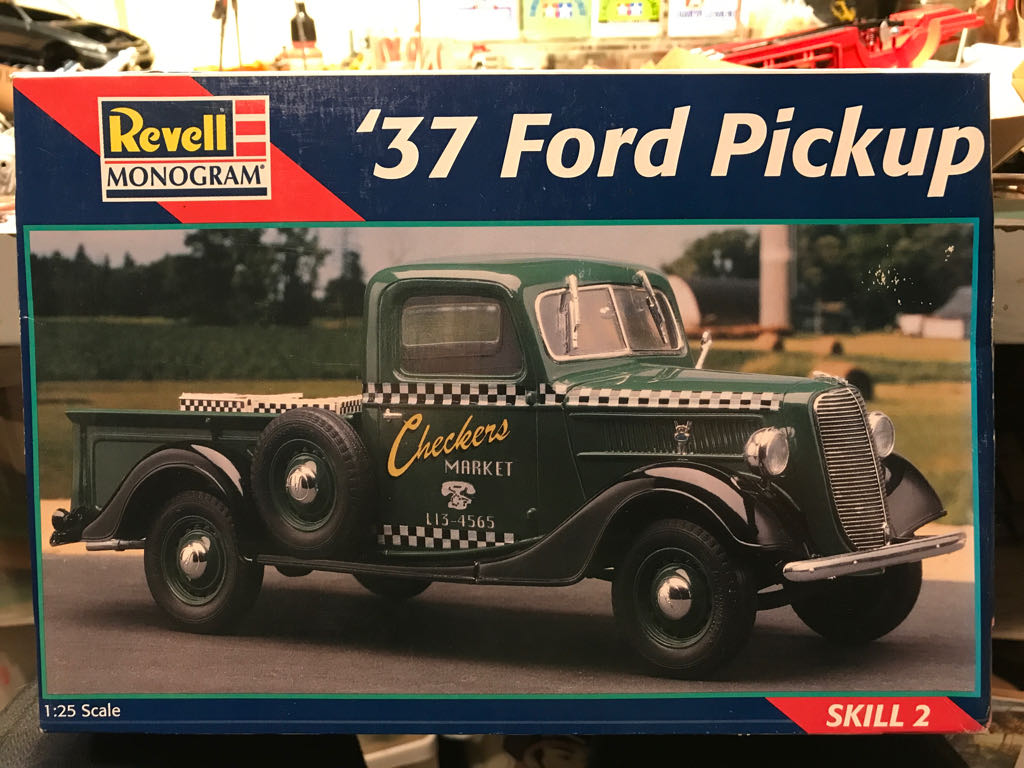 Revell
MONOGRAM®
'37 Ford Pickup
Checkers
MARKET
L13-4565
1:25 Scale
SKILL 2